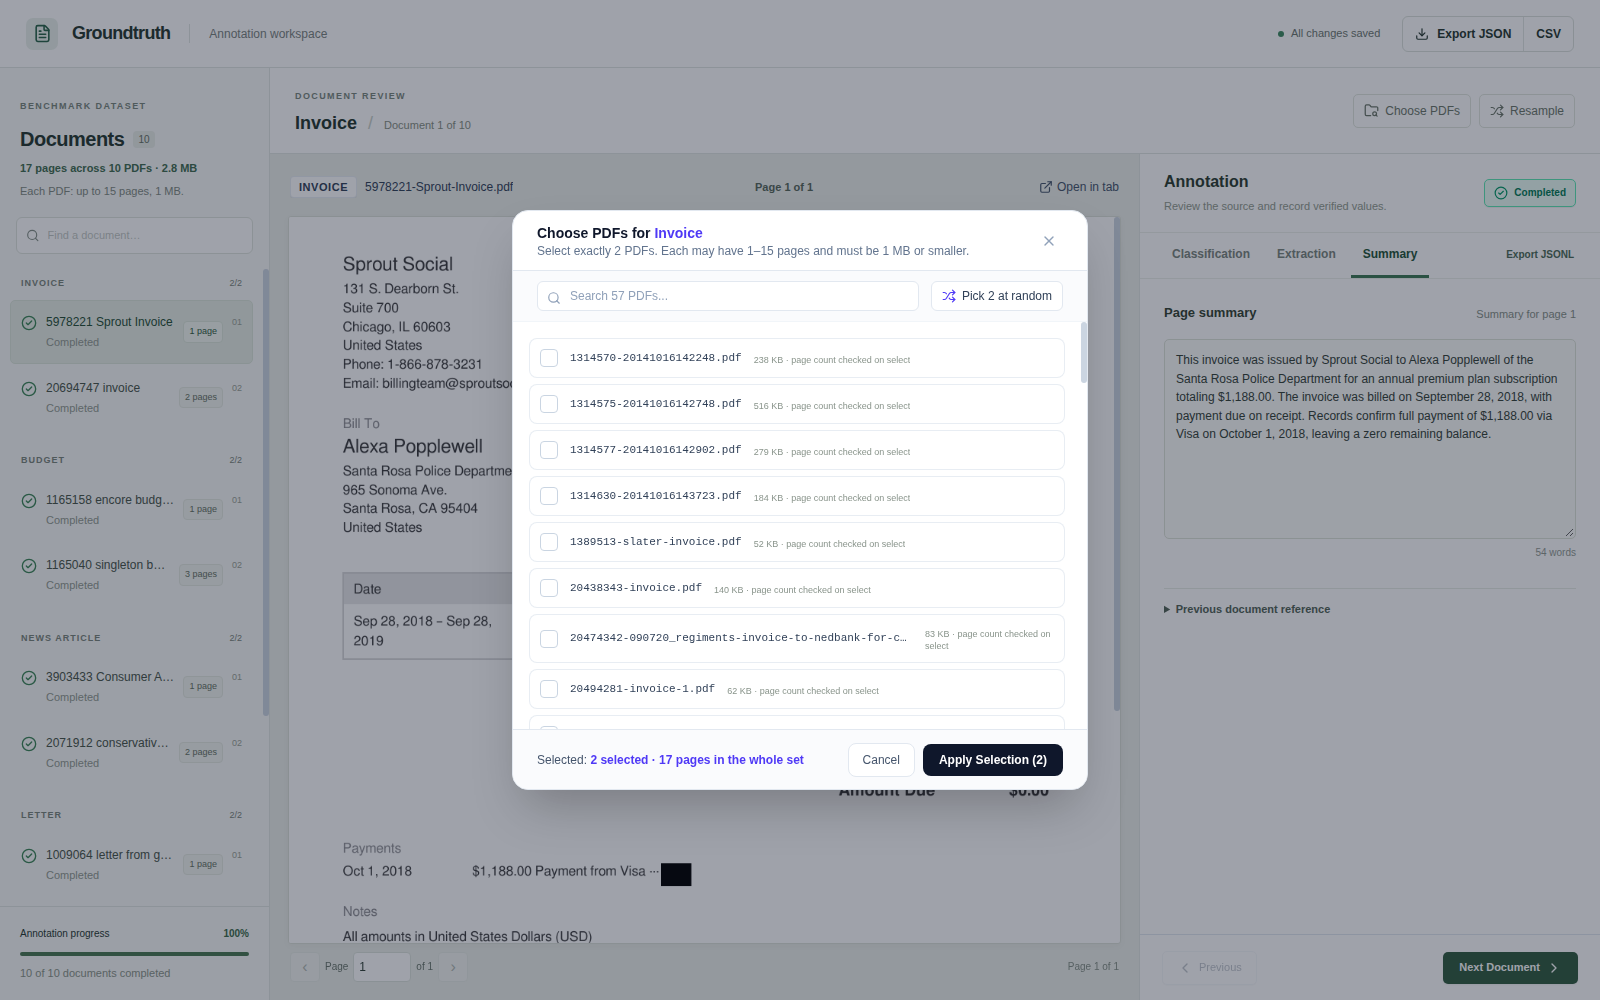 Groundtruth
Annotation workspace
All changes saved
Export JSON
CSV
BENCHMARK DATASET
Documents 10
17 pages across 10 PDFs · 2.8 MB
Each PDF: up to 15 pages, 1 MB.
Find a document…
INVOICE 2/2
5978221 Sprout Invoice
Completed
1 page
01
20694747 invoice
Completed
2 pages
02
BUDGET 2/2
1165158 encore budg…
Completed
1 page
01
1165040 singleton b…
Completed
3 pages
02
NEWS ARTICLE 2/2
3903433 Consumer A…
Completed
1 page
01
2071912 conservativ…
Completed
2 pages
02
LETTER 2/2
1009064 letter from g…
Completed
1 page
01
Annotation progress 100%
10 of 10 documents completed
DOCUMENT REVIEW
Invoice / Document 1 of 10
Choose PDFs
Resample
INVOICE 5978221-Sprout-Invoice.pdf
Page 1 of 1
Open in tab
Sprout Social
131 S. Dearborn St.
Suite 700
Chicago, IL 60603
United States
Phone: 1-866-878-3231
Email: billingteam@sproutsoc
Bill To
Alexa Popplewell
Santa Rosa Police Departme
965 Sonoma Ave.
Santa Rosa, CA 95404
United States
Date
Sep 28, 2018 – Sep 28,
2019
Amount Due $0.00
Payments
Oct 1, 2018 $1,188.00 Payment from Visa ···
Notes
All amounts in United States Dollars (USD)
Page 1 of 1
Page 1 of 1
Choose PDFs for Invoice
Select exactly 2 PDFs. Each may have 1–15 pages and must be 1 MB or smaller.
Search 57 PDFs...
Pick 2 at random
1314570-20141016142248.pdf 238 KB · page count checked on select
1314575-20141016142748.pdf 516 KB · page count checked on select
1314577-20141016142902.pdf 279 KB · page count checked on select
1314630-20141016143723.pdf 184 KB · page count checked on select
1389513-slater-invoice.pdf 52 KB · page count checked on select
20438343-invoice.pdf 140 KB · page count checked on select
20474342-090720_regiments-invoice-to-nedbank-for-c… 83 KB · page count checked on
select
20494281-invoice-1.pdf 62 KB · page count checked on select
Selected: 2 selected · 17 pages in the whole set
Cancel
Apply Selection (2)
Annotation
Review the source and record verified values.
Completed
Classification
Extraction
Summary
Export JSONL
Page summary
Summary for page 1
This invoice was issued by Sprout Social to Alexa Popplewell of the
Santa Rosa Police Department for an annual premium plan subscription
totaling $1,188.00. The invoice was billed on September 28, 2018, with
payment due on receipt. Records confirm full payment of $1,188.00 via
Visa on October 1, 2018, leaving a zero remaining balance.
54 words
Previous document reference
Previous
Next Document